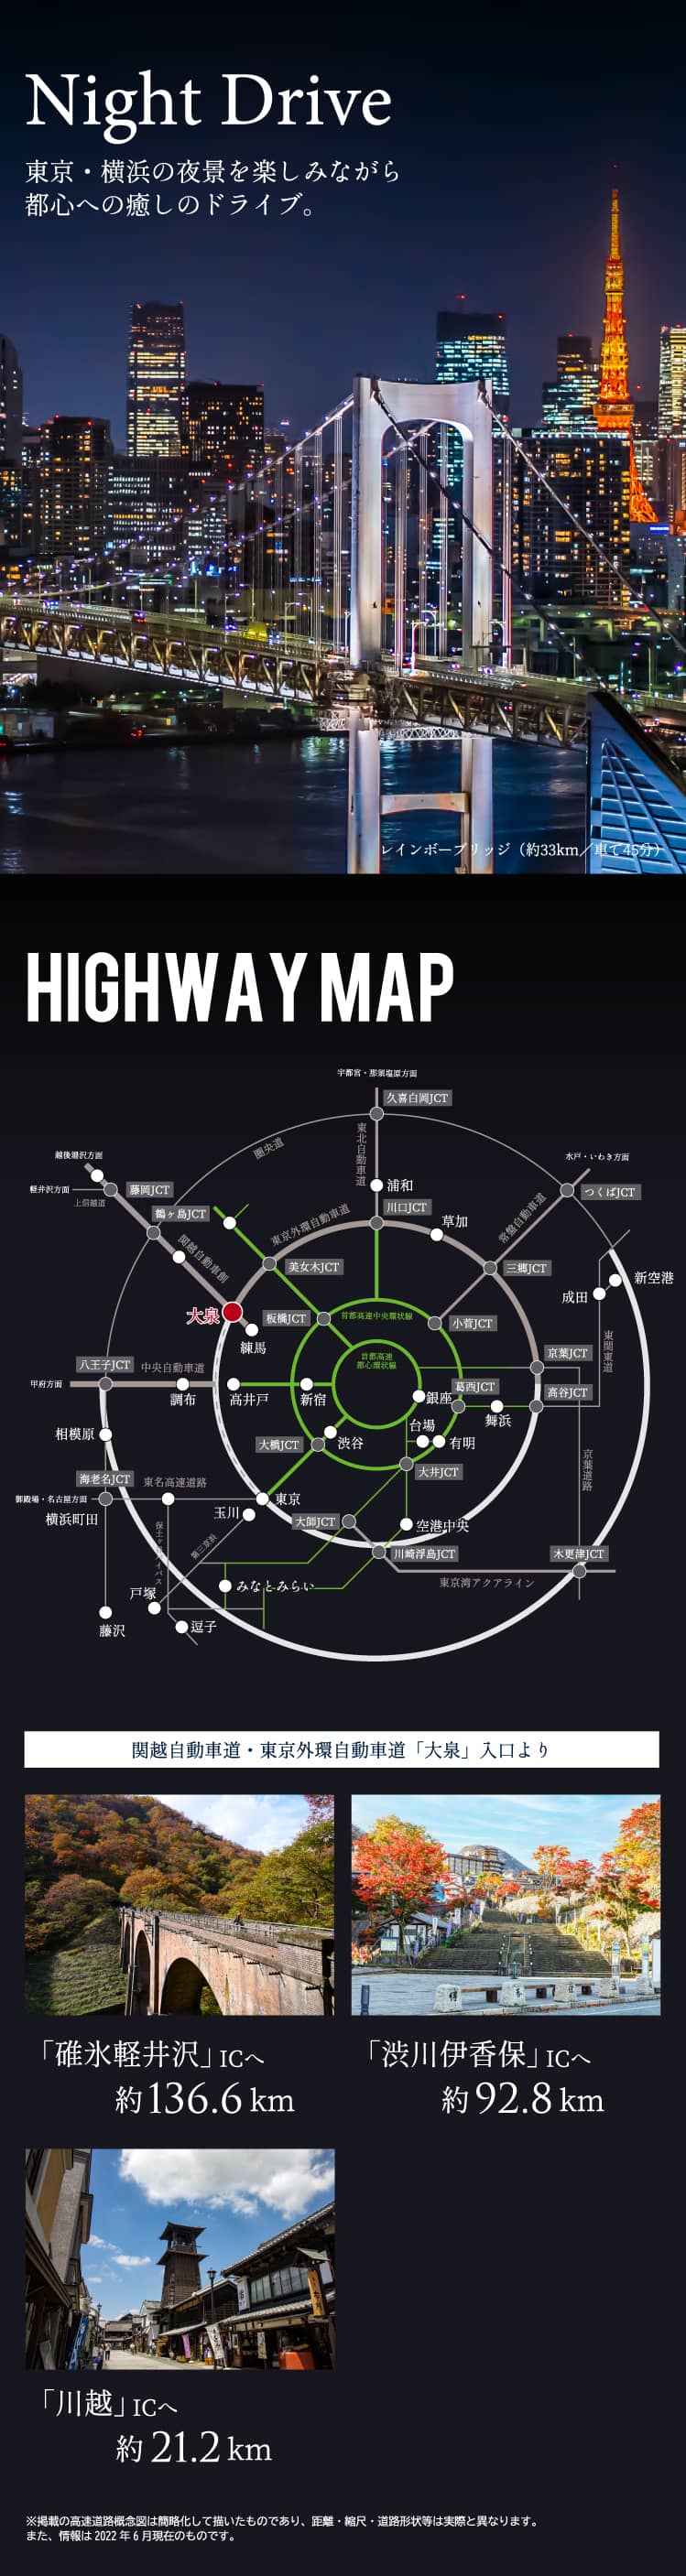 Night Drive
東京・横浜の夜景を楽しみながら
都心への癒しのドライブ。
レインボーブリッジ（約33km／車で45分）
HIGHWAY MAP
宇都宮・那須塩原方面
久喜白岡JCT
東北自動車道
圏央道
越後湯沢方面
水戸・いわき方面
軽井沢方面
藤岡JCT
上信越道
つくばJCT
浦和
鶴ヶ島JCT
川口JCT
草加
東京外環自動車道
常盤自動車道
関越自動車創
美女木JCT
三郷JCT
新空港
成田
大泉
板橋JCT
首都高速中央環状線
小菅JCT
練馬
東関東道
京葉JCT
首都高速
都心環状線
八王子JCT
中央自動車道
甲府方面
調布
高井戸
新宿
銀座
葛西JCT
高谷JCT
舞浜
台場
有明
相模原
大橋JCT
渋谷
大井JCT
京葉道路
海老名JCT
東名高速道路
御殿場・名古屋方面
東京
横浜町田
玉川
大師JCT
空港中央
保土ヶ谷バイパス
第三京浜
川崎浮島JCT
木更津JCT
東京湾アクアライン
みなとみらい
戸塚
藤沢
逗子
関越自動車道・東京外環自動車道「大泉」入口より
「碓氷軽井沢」ICへ
約136.6km
「渋川伊香保」ICへ
約92.8km
「川越」ICへ
約21.2km
※掲載の高速道路概念図は簡略化して描いたものであり、距離・縮尺・道路形状等は実際と異なります。
また、情報は2022年6月現在のものです。